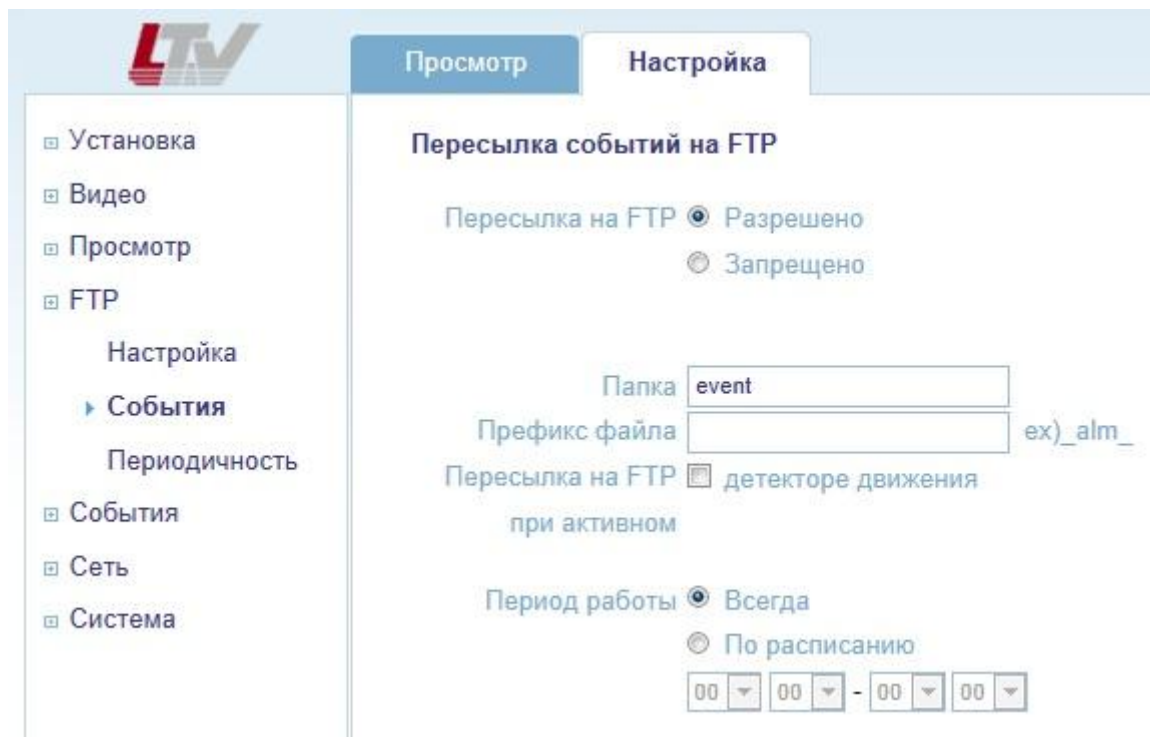 LTV
Просмотр
Настройка
Установка
Видео
Просмотр
FTP
Настройка
События
Периодичность
События
Сеть
Система
Пересылка событий на FTP
Пересылка на FTP Разрешено
Запрещено
Папка event
Префикс файла ex)_alm_
Пересылка на FTP детекторе движения
при активном
Период работы Всегда
По расписанию
00 00 - 00 00